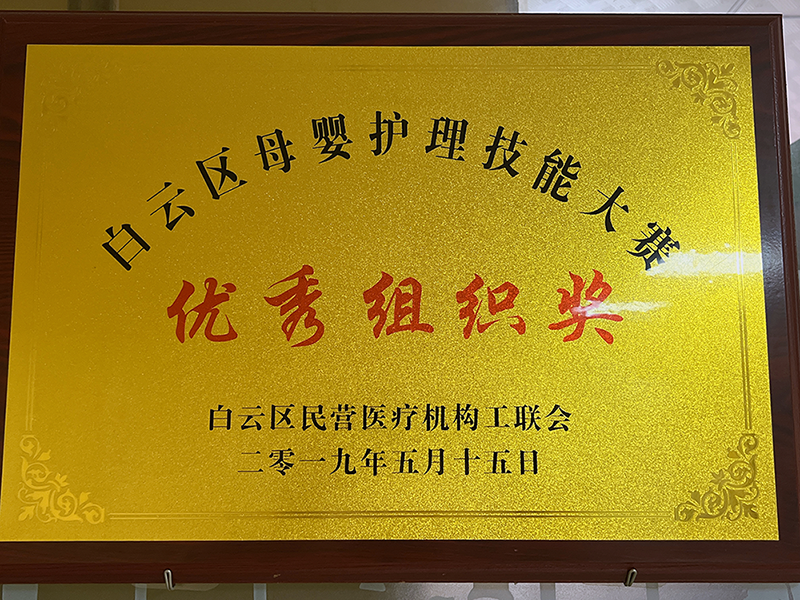 白云区母婴护理技能大赛
优秀组织奖
白云区民营医疗机构工联会
二零一九年五月十五日